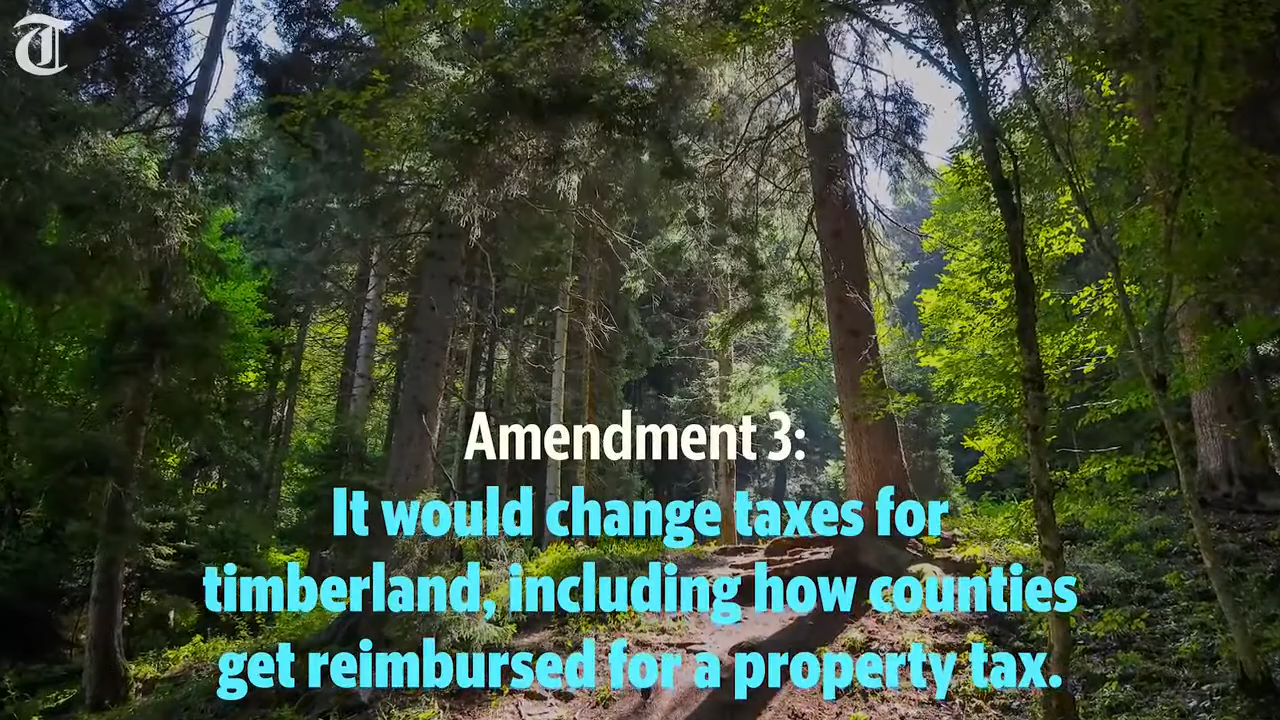 T
Amendment 3:
It would change taxes for
timberland, including how counties
get reimbursed for a property tax.